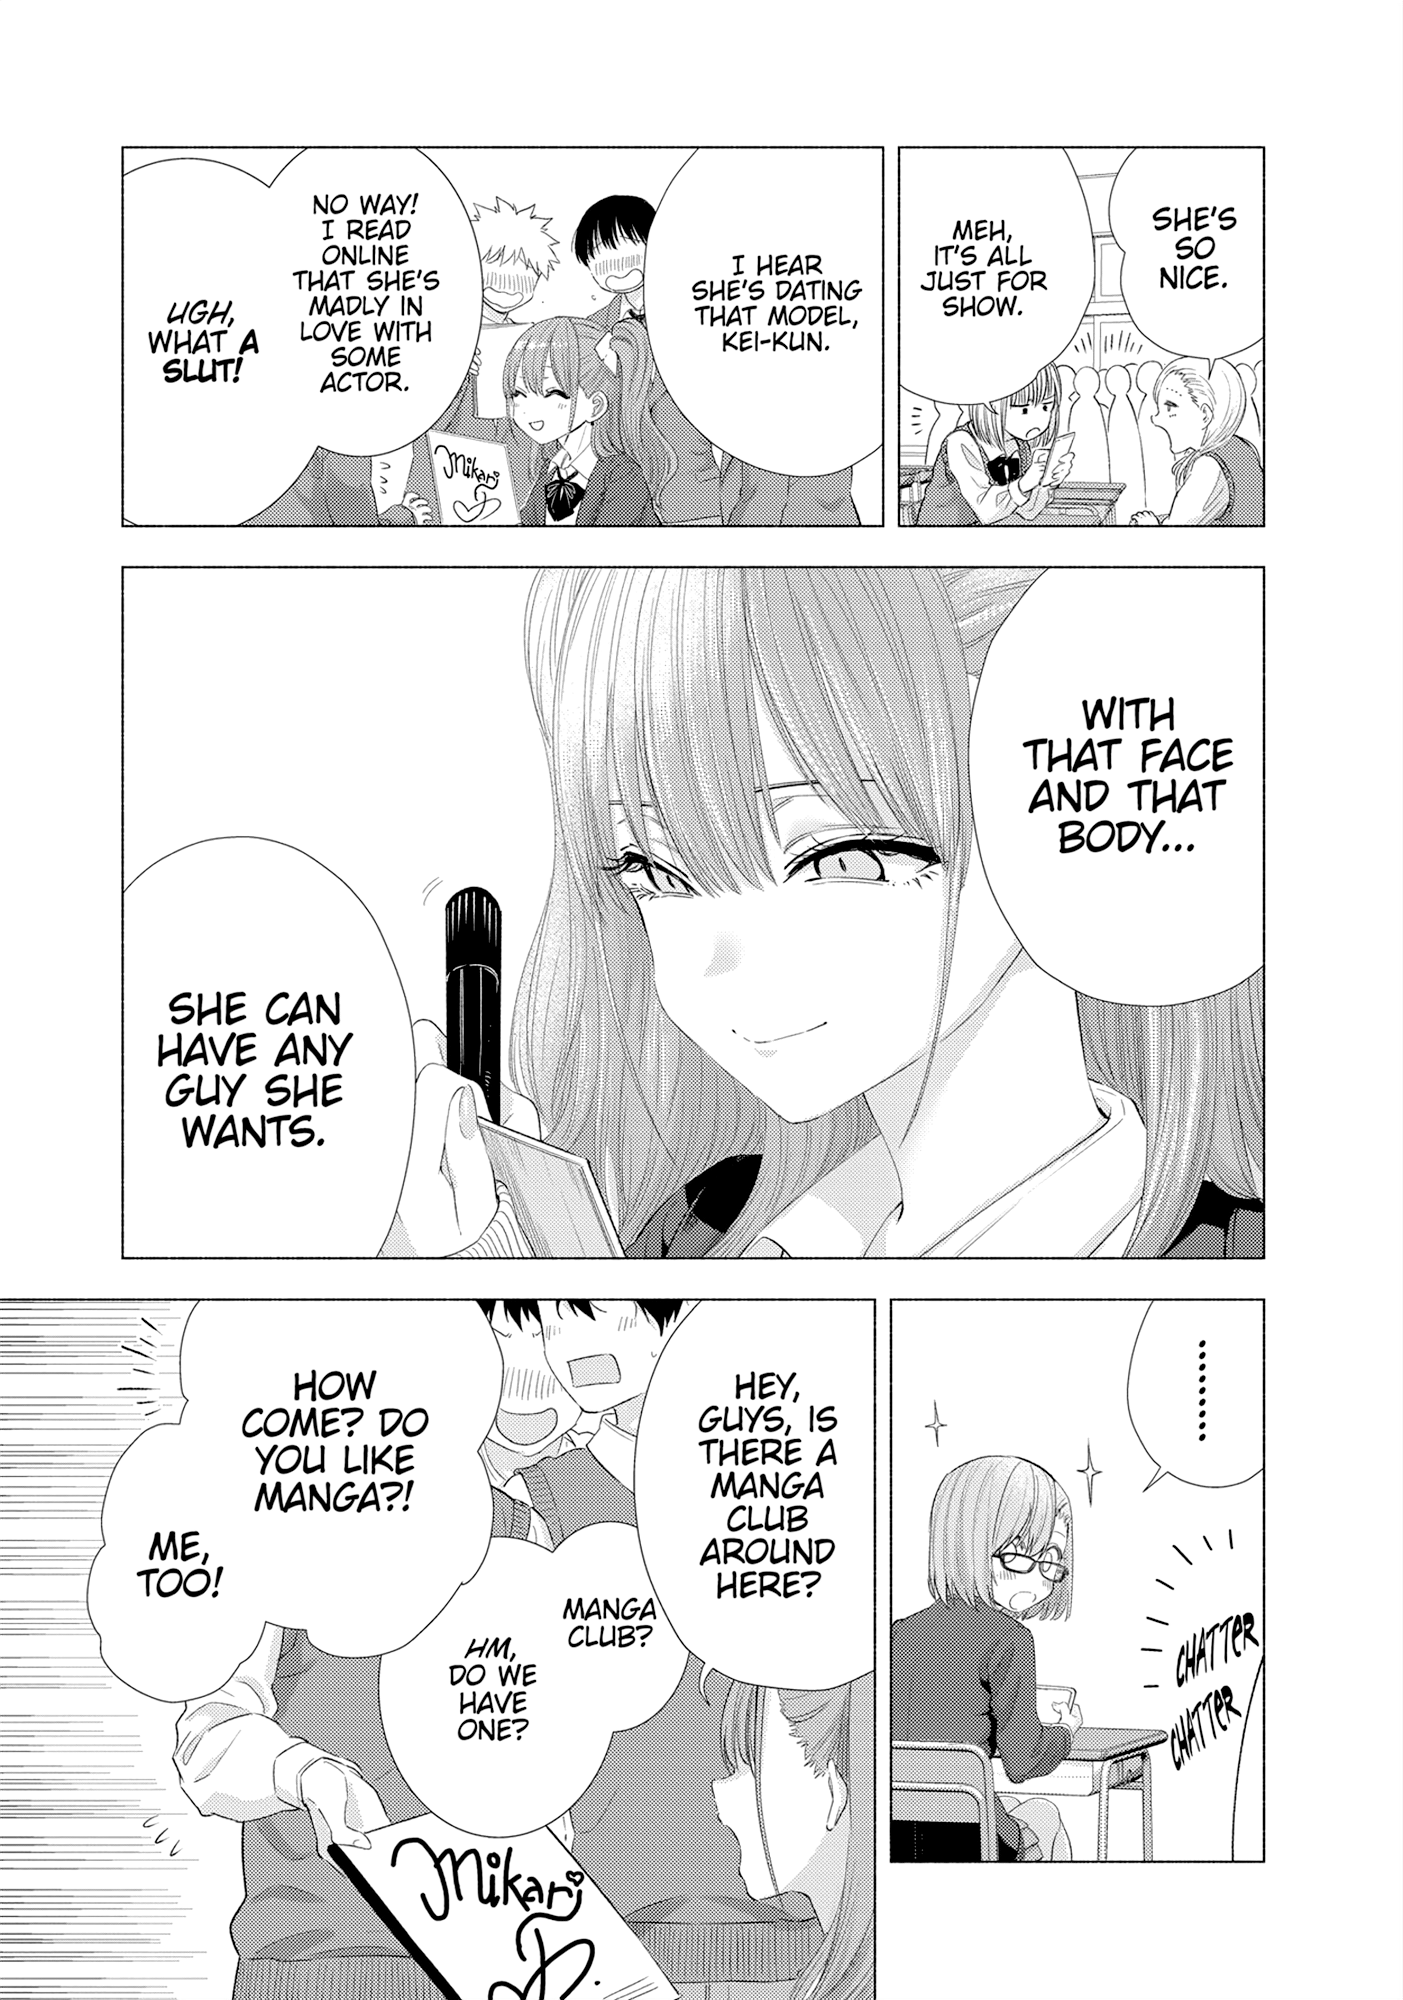 SHE'S
SO
NICE.
MEH,
IT'S ALL
JUST FOR
SHOW.
I HEAR
SHE'S DATING
THAT MODEL,
KEI-KUN.
NO WAY!
I READ
ONLINE
THAT SHE'S
MADLY IN
LOVE WITH
SOME
ACTOR.
UGH,
WHAT A
SLUT!
Mikari
WITH
THAT FACE
AND THAT
BODY...
SHE CAN
HAVE ANY
GUY SHE
WANTS.
.........
CHATTER
CHATTER
HEY,
GUYS, IS
THERE A
MANGA
CLUB
AROUND
HERE?
MANGA
CLUB?
HM,
DO WE
HAVE
ONE?
HOW
COME? DO
YOU LIKE
MANGA?!
ME,
TOO!
Mikari